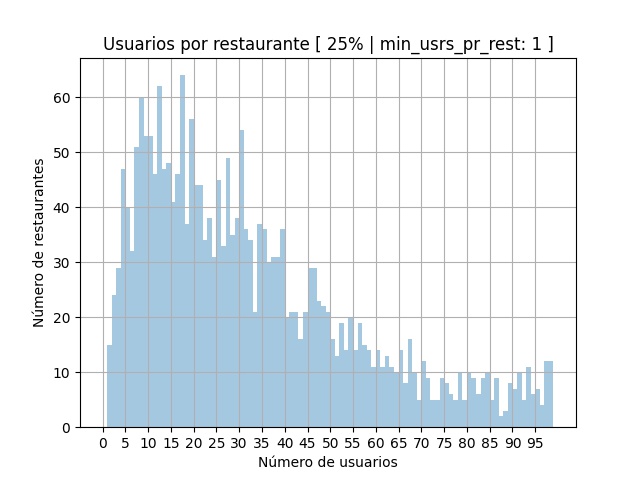 Usuarios por restaurante [ 25% | min_usrs_pr_rest: 1 ]
Número de restaurantes
60
50
40
30
20
10
0
0 5 10 15 20 25 30 35 40 45 50 55 60 65 70 75 80 85 90 95
Número de usuarios